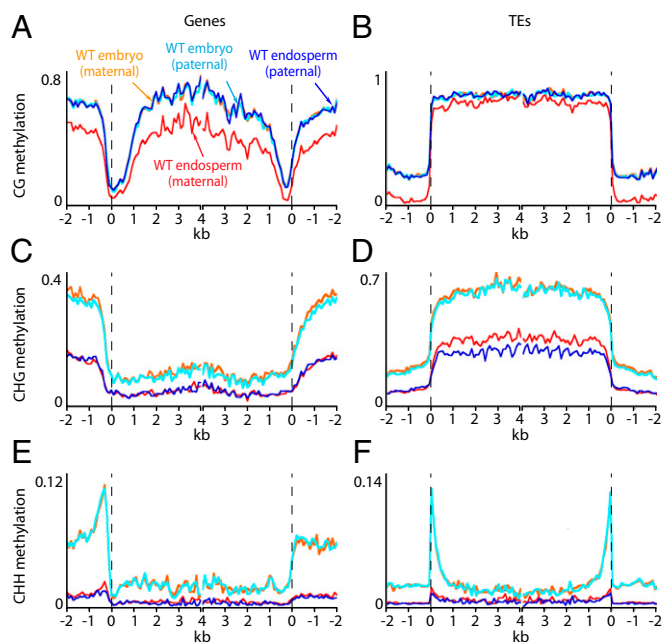 Genes
TEs
A
WT embryo
(maternal)
WT embryo
(paternal)
WT endosperm
(paternal)
WT endosperm
(maternal)
CG methylation
0.8
0
-2 -1 0 1 2 3 4 4 3 2 1 0 -1 -2
kb
B
1
0
-2 -1 0 1 2 3 4 3 2 1 0 -1 -2
kb
C
CHG methylation
0.4
0
-2 -1 0 1 2 3 4 3 2 1 0 -1 -2
kb
D
0.7
0
-2 -1 0 1 2 3 4 3 2 1 0 -1 -2
kb
E
CHH methylation
0.12
0
-2 -1 0 1 2 3 4 3 2 1 0 -1 -2
kb
F
0.14
0
-2 -1 0 1 2 3 4 3 2 1 0 -1 -2
kb